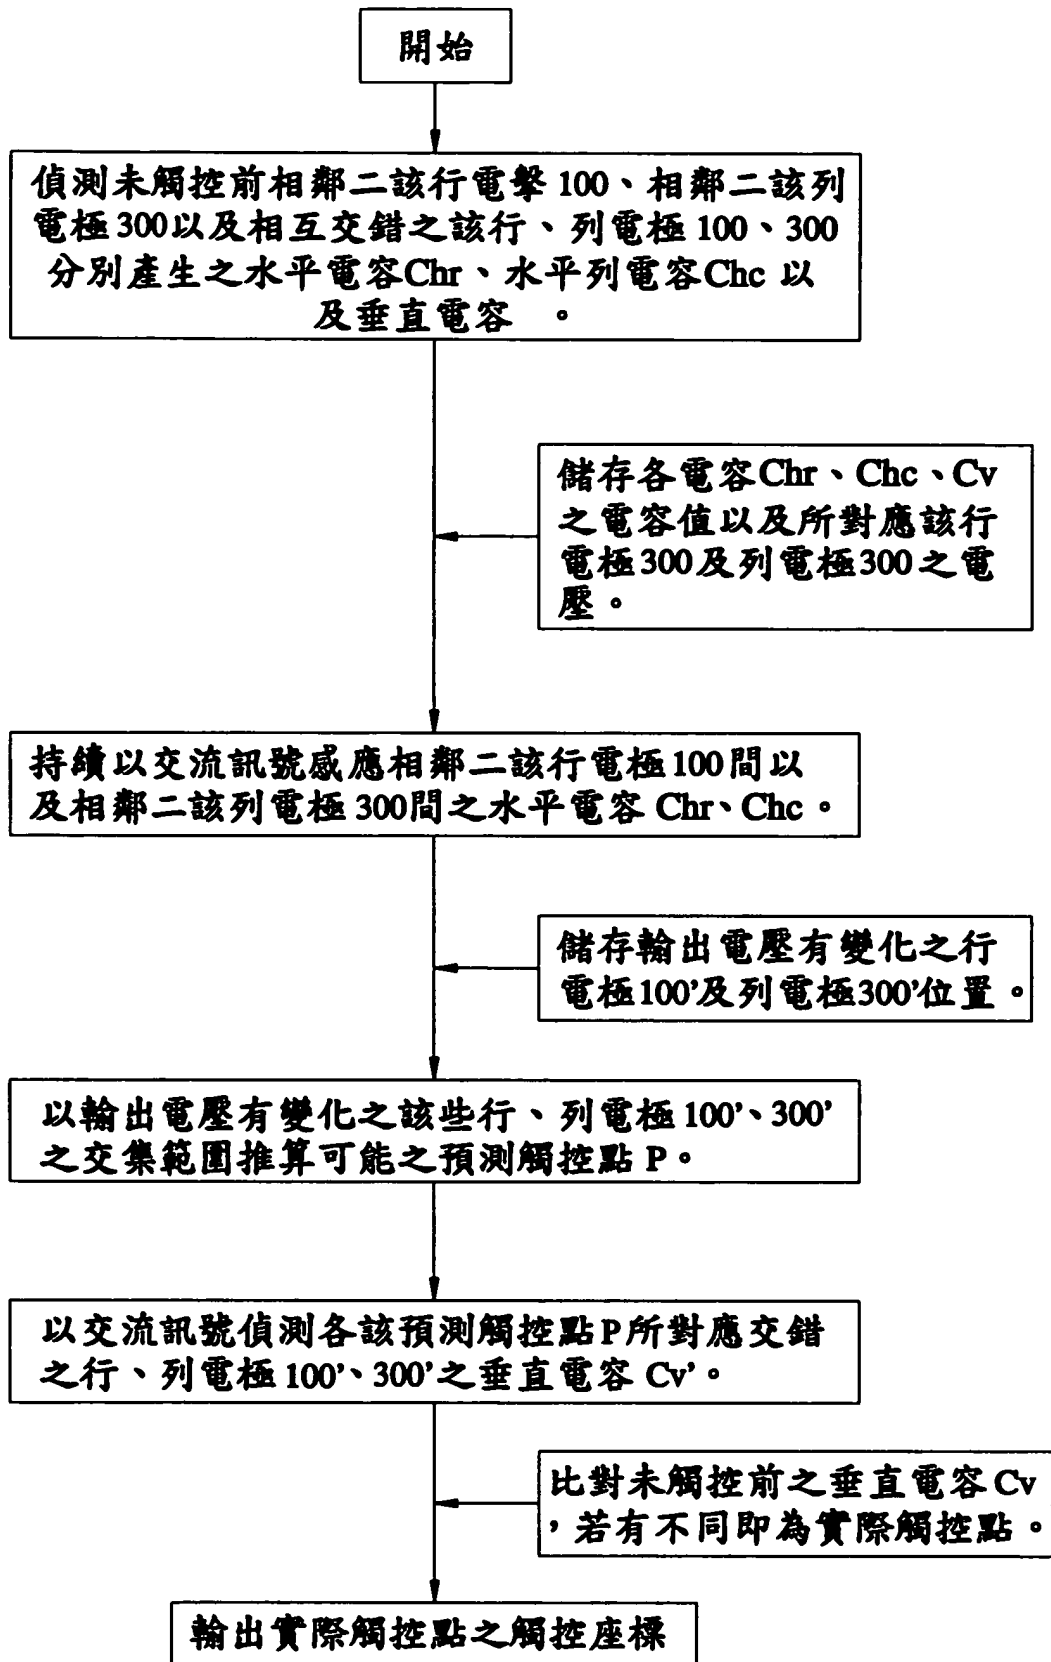 開始
偵測未觸控前相鄰二該行電擊100、相鄰二該列
電極300以及相互交錯之該行、列電極100、300
分別產生之水平電容Chr、水平列電容Chc 以
及垂直電容 。
儲存各電容Chr、Chc、Cv
之電容值以及所對應該行
電極300及列電極300之電
壓。
持續以交流訊號感應相鄰二該行電極100間以
及相鄰二該列電極300間之水平電容 Chr、Chc。
儲存輸出電壓有變化之行
電極100’及列電極300’位置。
以輸出電壓有變化之該些行、列電極100’、300’
之交集範圍推算可能之預測觸控點 P。
以交流訊號偵測各該預測觸控點P所對應交錯
之行、列電極100’、300’之垂直電容 Cv’。
比對未觸控前之垂直電容Cv
，若有不同即為實際觸控點。
輸出實際觸控點之觸控座標